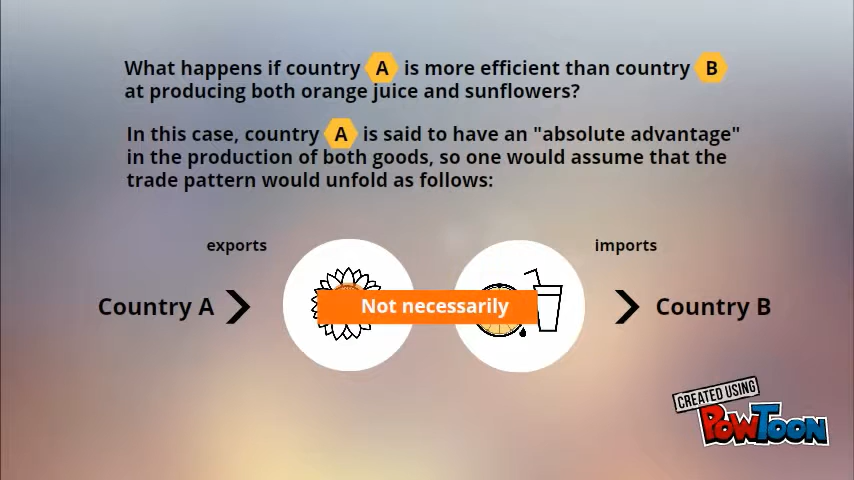 What happens if country A is more efficient than country B
at producing both orange juice and sunflowers?
In this case, country A is said to have an "absolute advantage"
in the production of both goods, so one would assume that the
trade pattern would unfold as follows:
exports
imports
Country A
Not necessarily
Country B
CREATED USING
POWTOON